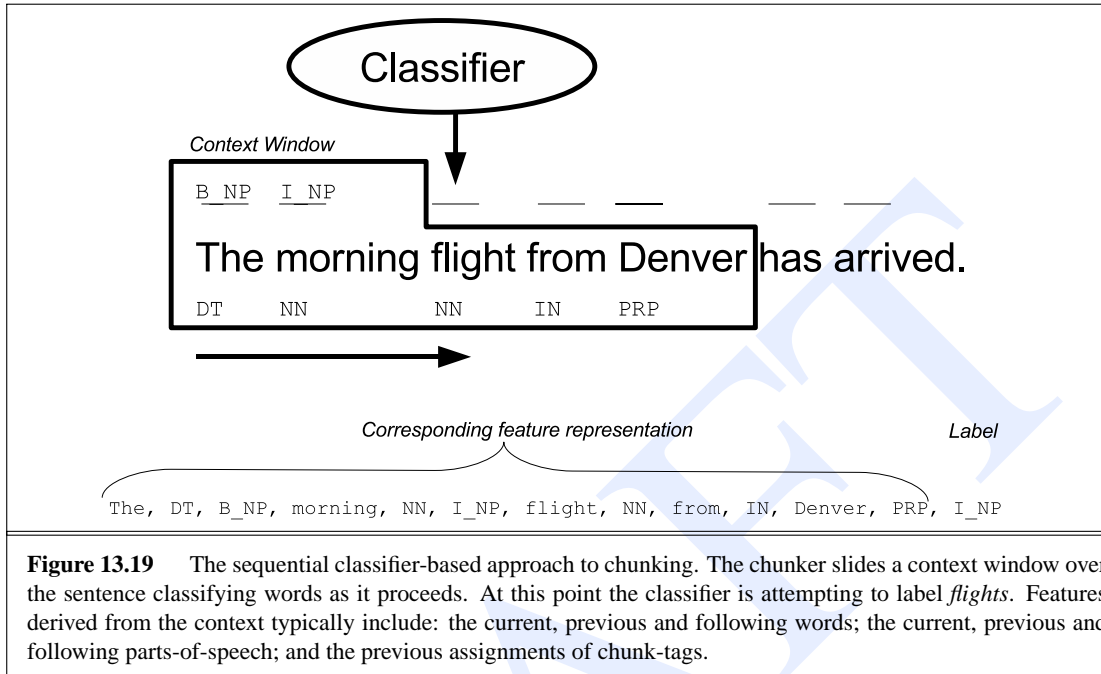 Classifier
Context Window
B_NP I_NP
The morning flight from Denver has arrived.
DT NN NN IN PRP
Corresponding feature representation Label
The, DT, B_NP, morning, NN, I_NP, flight, NN, from, IN, Denver, PRP, I_NP
Figure 13.19 The sequential classifier-based approach to chunking. The chunker slides a context window over
the sentence classifying words as it proceeds. At this point the classifier is attempting to label flights. Features
derived from the context typically include: the current, previous and following words; the current, previous and
following parts-of-speech; and the previous assignments of chunk-tags.